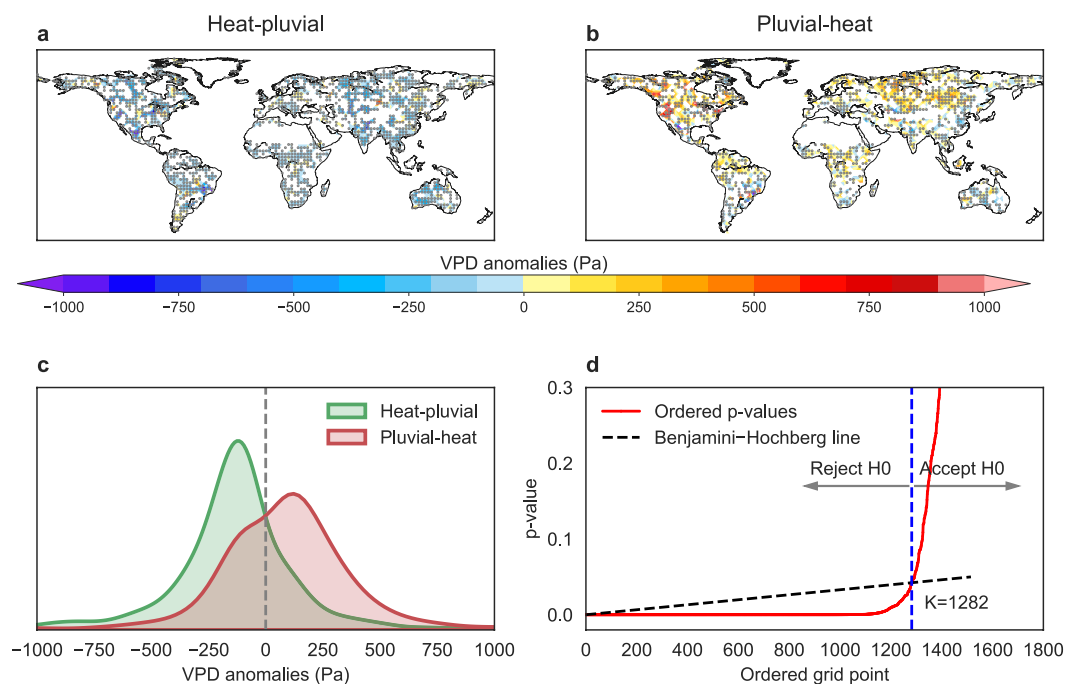 Heat-pluvial
Pluvial-heat
a
b
VPD anomalies (Pa)
−1000 −750 −500 −250 0 250 500 750 1000
c
d
Heat-pluvial
Pluvial-heat
−1000 −750 −500 −250 0 250 500 750 1000
VPD anomalies (Pa)
0.3
0.2
0.1
0.0
p-value
Ordered p-values
Benjamini−Hochberg line
Reject H0 Accept H0
K=1282
0 200 400 600 800 1000 1200 1400 1600 1800
Ordered grid point